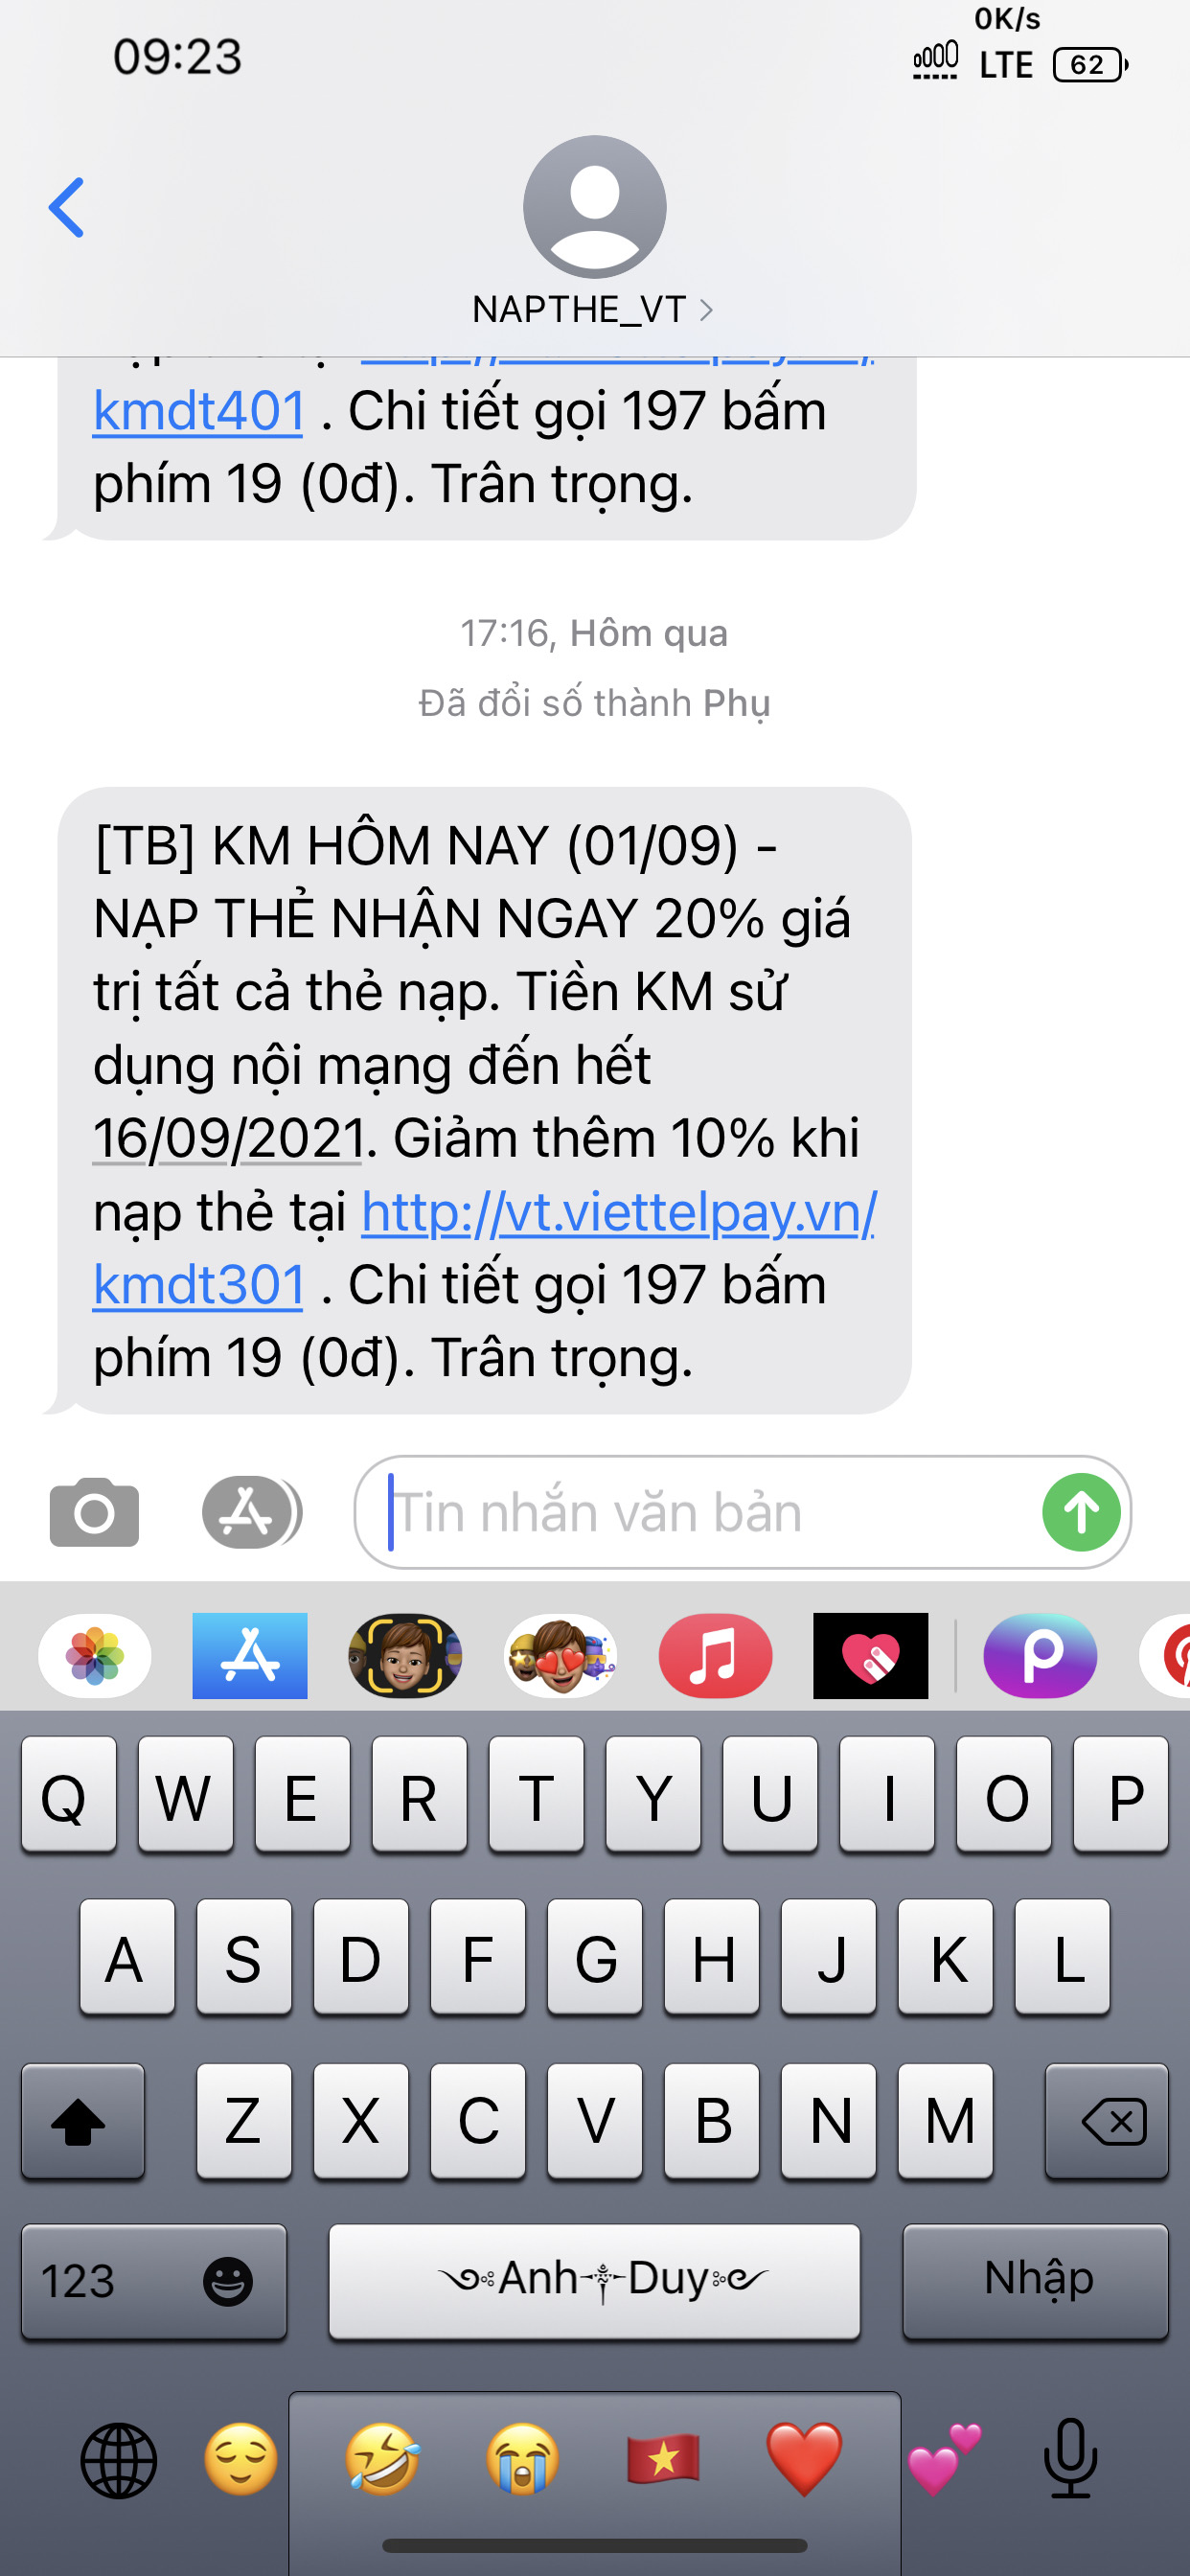 0K/s
09:23
LTE 62
NAPTHE_VT
kmdt401 . Chi tiết gọi 197 bấm
phím 19 (0đ). Trân trọng.
17:16, Hôm qua
Đã đổi số thành Phụ
[TB] KM HÔM NAY (01/09) -
NẠP THẺ NHẬN NGAY 20% giá
trị tất cả thẻ nạp. Tiền KM sử
dụng nội mạng đến hết
16/09/2021. Giảm thêm 10% khi
nạp thẻ tại http://vt.viettelpay.vn/
kmdt301 . Chi tiết gọi 197 bấm
phím 19 (0đ). Trân trọng.
Tin nhắn văn bản
Q W E R T Y U I O P
A S D F G H J K L
Z X C V B N M
123 Anh Duy Nhập